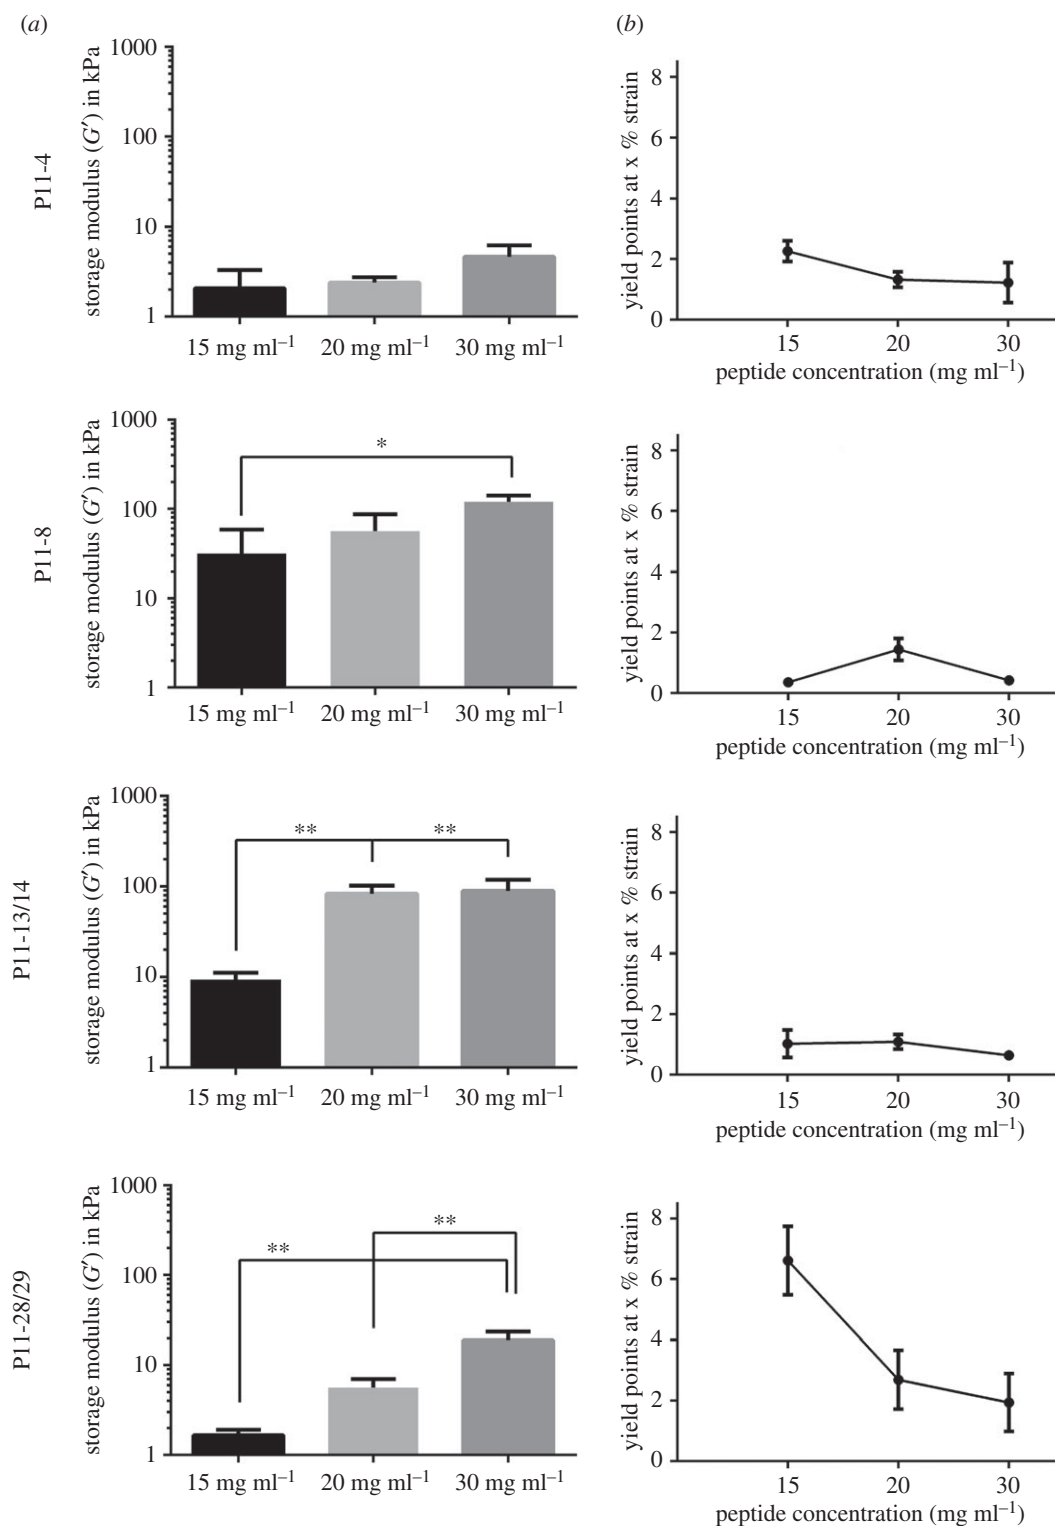 (a)
(b)
P11-4
storage modulus (G′) in kPa
1000
100
10
1
15 mg ml⁻¹ 20 mg ml⁻¹ 30 mg ml⁻¹
yield points at x % strain
8
6
4
2
0
15 20 30
peptide concentration (mg ml⁻¹)
P11-8
storage modulus (G′) in kPa
1000
100
10
1
*
15 mg ml⁻¹ 20 mg ml⁻¹ 30 mg ml⁻¹
yield points at x % strain
8
6
4
2
0
15 20 30
peptide concentration (mg ml⁻¹)
P11-13/14
storage modulus (G′) in kPa
1000
100
10
1
** **
15 mg ml⁻¹ 20 mg ml⁻¹ 30 mg ml⁻¹
yield points at x % strain
8
6
4
2
0
15 20 30
peptide concentration (mg ml⁻¹)
P11-28/29
storage modulus (G′) in kPa
1000
100
10
1
**
**
15 mg ml⁻¹ 20 mg ml⁻¹ 30 mg ml⁻¹
yield points at x % strain
8
6
4
2
0
15 20 30
peptide concentration (mg ml⁻¹)